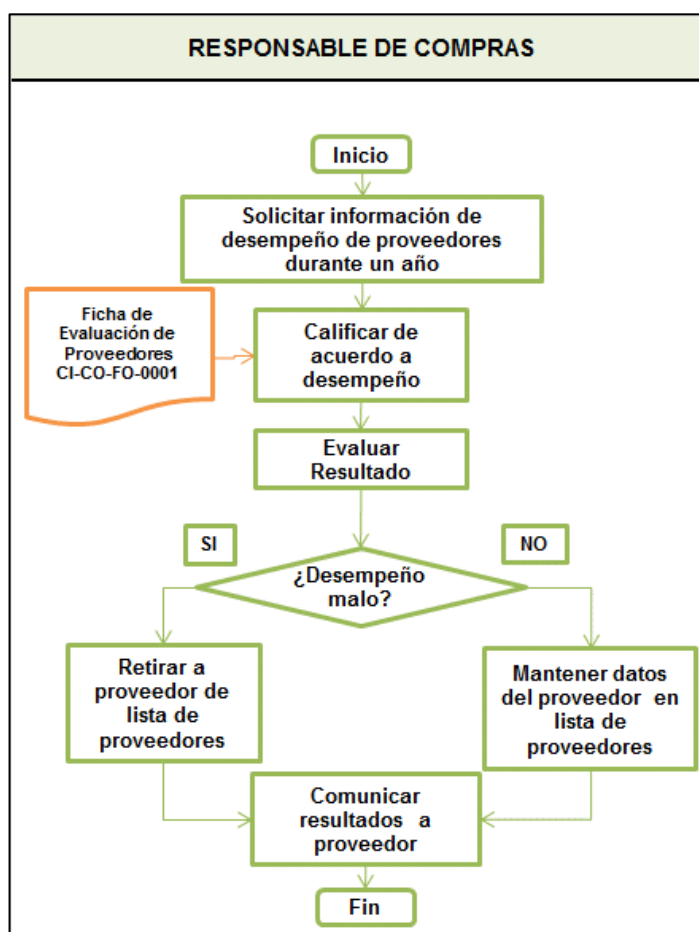 RESPONSABLE DE COMPRAS
Inicio
Solicitar información de
desempeño de proveedores
durante un año
Ficha de
Evaluación de
Proveedores
CI-CO-FO-0001
Calificar de
acuerdo a
desempeño
Evaluar
Resultado
SI
NO
¿Desempeño
malo?
Retirar a
proveedor de
lista de
proveedores
Mantener datos
del proveedor en
lista de
proveedores
Comunicar
resultados a
proveedor
Fin